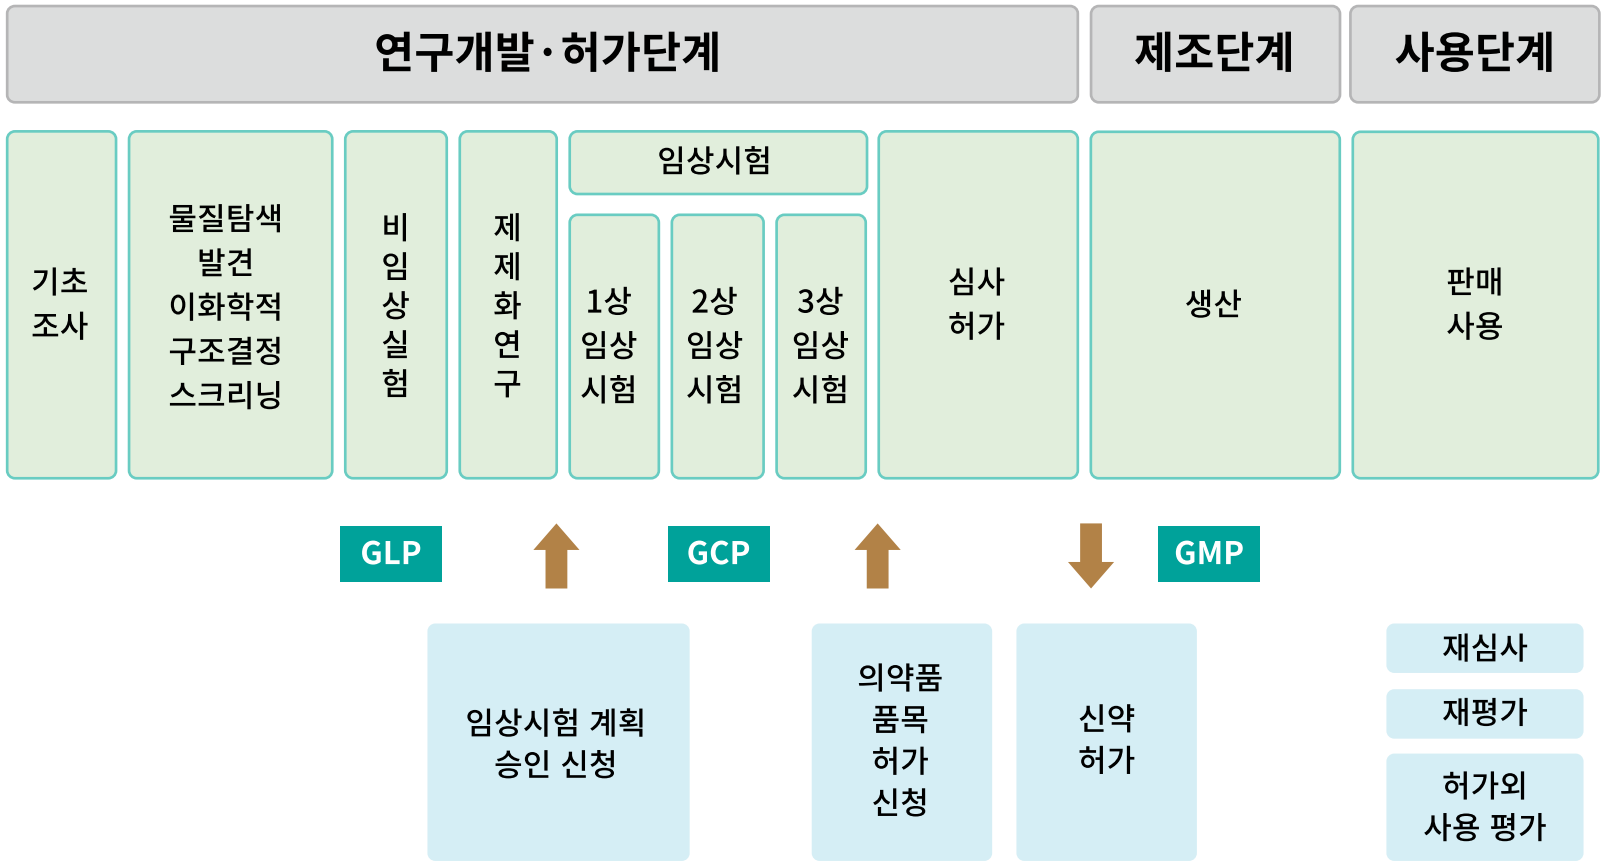 연구개발·허가단계
제조단계
사용단계
기초
조사
물질탐색
발견
이화학적
구조결정
스크리닝
비
임
상
실
험
제
제
화
연
구
임상시험
1상
임상
시험
2상
임상
시험
3상
임상
시험
심사
허가
생산
판매
사용
GLP
GCP
GMP
임상시험 계획
승인 신청
의약품
품목
허가
신청
신약
허가
재심사
재평가
허가외
사용 평가